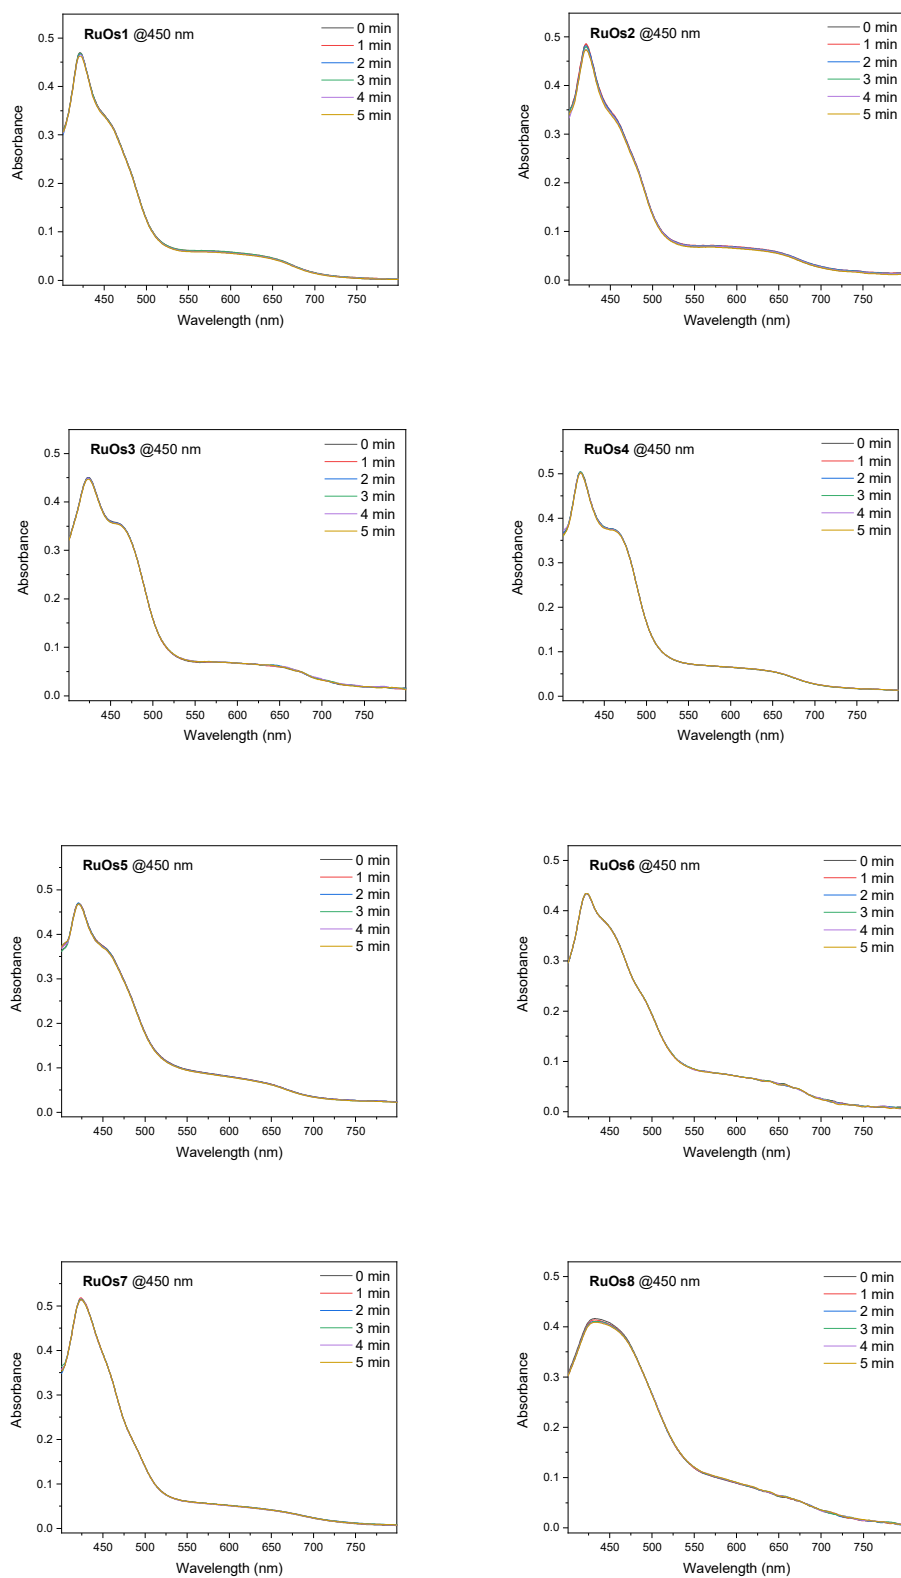 RuOs1 @450 nm
0 min
1 min
2 min
3 min
4 min
5 min
0.5
0.4
0.3
0.2
0.1
0.0
Absorbance
450 500 550 600 650 700 750
Wavelength (nm)
RuOs2 @450 nm
0 min
1 min
2 min
3 min
4 min
5 min
0.5
0.4
0.3
0.2
0.1
0.0
Absorbance
450 500 550 600 650 700 750
Wavelength (nm)
RuOs3 @450 nm
0 min
1 min
2 min
3 min
4 min
5 min
0.5
0.4
0.3
0.2
0.1
0.0
Absorbance
450 500 550 600 650 700 750
Wavelength (nm)
RuOs4 @450 nm
0 min
1 min
2 min
3 min
4 min
5 min
0.5
0.4
0.3
0.2
0.1
0.0
Absorbance
450 500 550 600 650 700 750
Wavelength (nm)
RuOs5 @450 nm
0 min
1 min
2 min
3 min
4 min
5 min
0.5
0.4
0.3
0.2
0.1
0.0
Absorbance
450 500 550 600 650 700 750
Wavelength (nm)
RuOs6 @450 nm
0 min
1 min
2 min
3 min
4 min
5 min
0.5
0.4
0.3
0.2
0.1
0.0
Absorbance
450 500 550 600 650 700 750
Wavelength (nm)
RuOs7 @450 nm
0 min
1 min
2 min
3 min
4 min
5 min
0.5
0.4
0.3
0.2
0.1
0.0
Absorbance
450 500 550 600 650 700 750
Wavelength (nm)
RuOs8 @450 nm
0 min
1 min
2 min
3 min
4 min
5 min
0.5
0.4
0.3
0.2
0.1
0.0
Absorbance
450 500 550 600 650 700 750
Wavelength (nm)